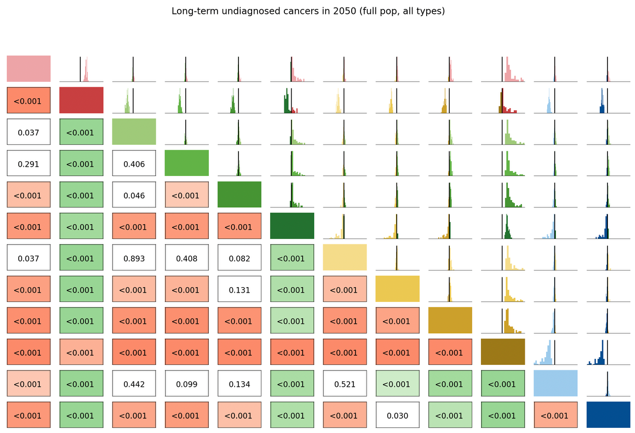 Long-term undiagnosed cancers in 2050 (full pop, all types)
<0.001
0.037 <0.001
0.291 <0.001 0.406
<0.001 <0.001 0.046 <0.001
<0.001 <0.001 <0.001 <0.001 <0.001
0.037 <0.001 0.893 0.408 0.082 <0.001
<0.001 <0.001 <0.001 <0.001 0.131 <0.001 <0.001
<0.001 <0.001 <0.001 <0.001 <0.001 <0.001 <0.001 <0.001
<0.001 <0.001 <0.001 <0.001 <0.001 <0.001 <0.001 <0.001 <0.001
<0.001 <0.001 0.442 0.099 0.134 <0.001 0.521 <0.001 <0.001 <0.001
<0.001 <0.001 <0.001 <0.001 <0.001 <0.001 <0.001 0.030 <0.001 <0.001 <0.001